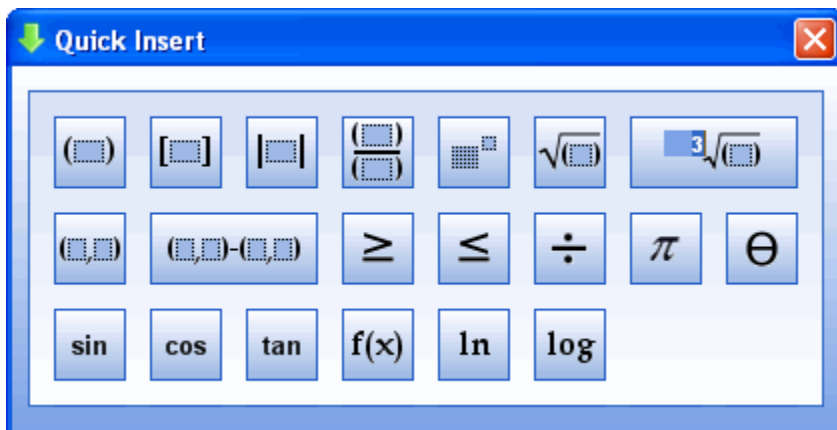 Quick Insert
( ) [ ] | | ( ) √( ) 3√( )
( )
( , ) ( , )-( , ) ≥ ≤ ÷ π Θ
sin cos tan f(x) ln log